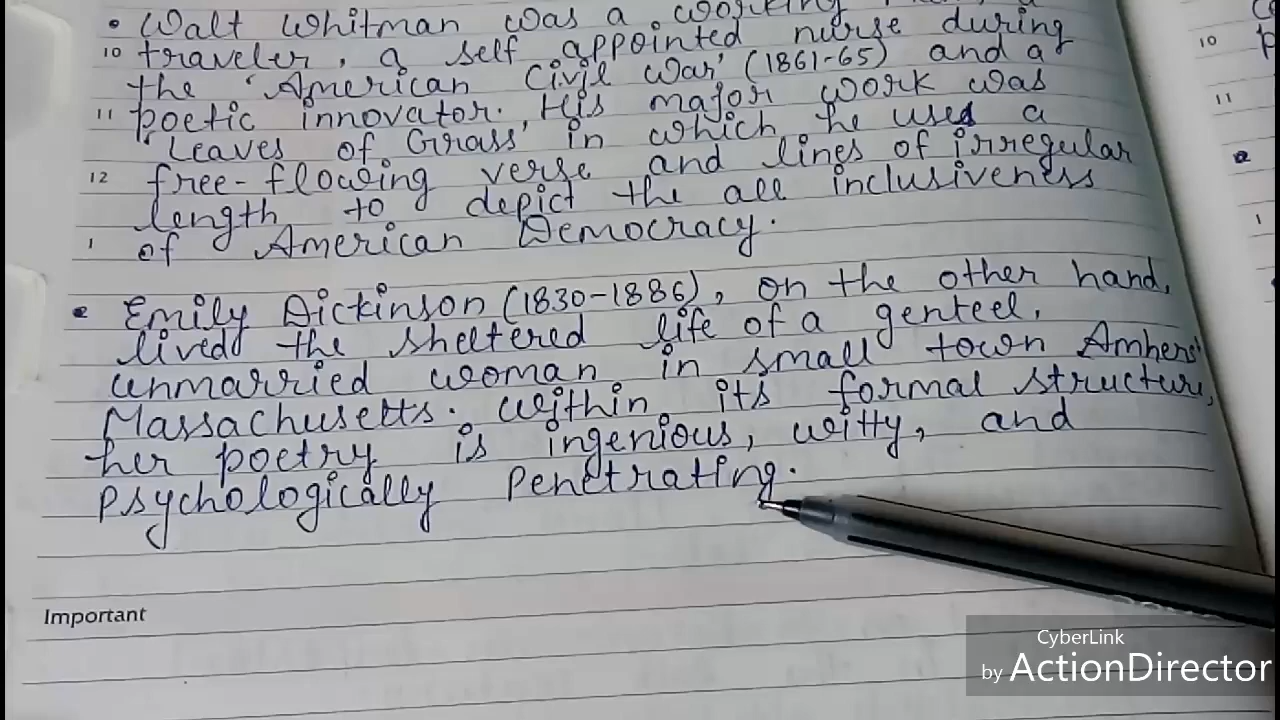 • Walt Whitman was a working
10 traveler, a self appointed nurse during
the 'American Civil War' (1861-65) and a
11 poetic innovator. His major work was
'Leaves of Grass' in which he used a
12 free-flowing verse and lines of irregular
length to depict the all inclusiveness
1 of American Democracy.
• Emily Dickinson (1830-1886), on the other hand,
lived the sheltered life of a genteel,
unmarried woman in small town Amhers
Massachusetts. within its formal structure,
her poetry is ingenious, witty, and
psychologically penetrating.
Important
10
11
1
CyberLink
by ActionDirector